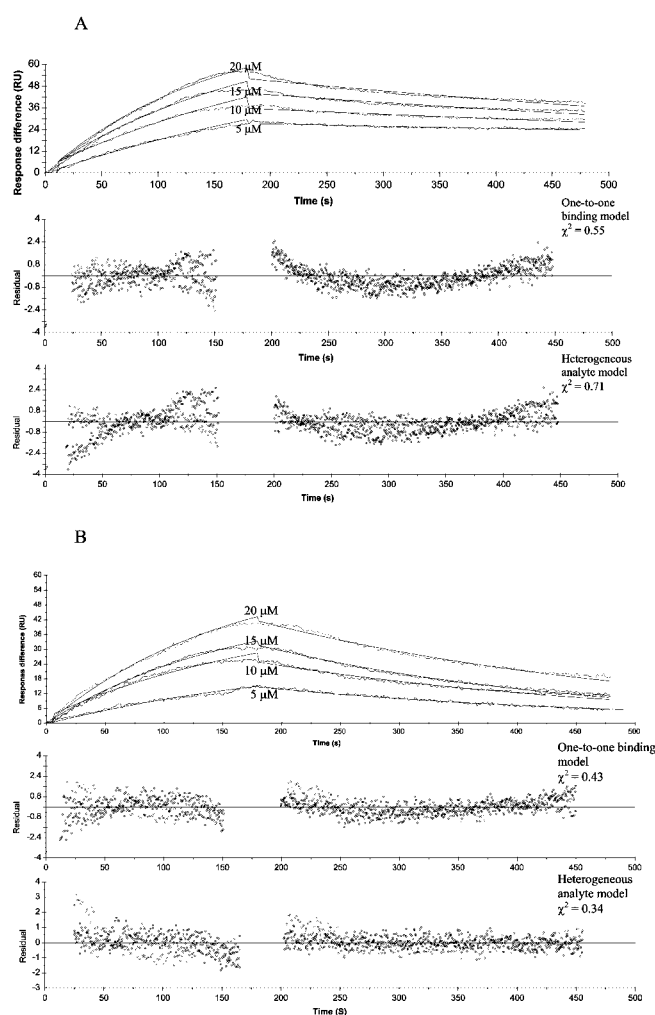 A
60
48
36
24
12
0
Response difference (RU)
20 μM
15 μM
10 μM
5 μM
0 50 100 150 200 250 300 350 400 450 500
Time (s)
One-to-one
binding model
χ² = 0.55
4
2.4
0.8
-0.8
-2.4
-4
Residual
0 50 100 150 200 250 300 350 400 450 500
Time (s)
Heterogeneous
analyte model
χ² = 0.71
4
2.4
0.8
-0.8
-2.4
-4
Residual
0 50 100 150 200 250 300 350 400 450 500
Time (s)
B
60
54
48
42
36
30
24
18
12
6
0
Response difference (RU)
20 μM
15 μM
10 μM
5 μM
0 50 100 150 200 250 300 350 400 450 500
Time (s)
One-to-one binding
model
χ² = 0.43
4
2.4
0.8
-0.8
-2.4
-4
Residual
0 50 100 150 200 250 300 350 400 450 500
Time (s)
Heterogeneous
analyte model
χ² = 0.34
4
3
2
1
0
-1
-2
-3
Residual
0 50 100 150 200 250 300 350 400 450 500
Time (S)